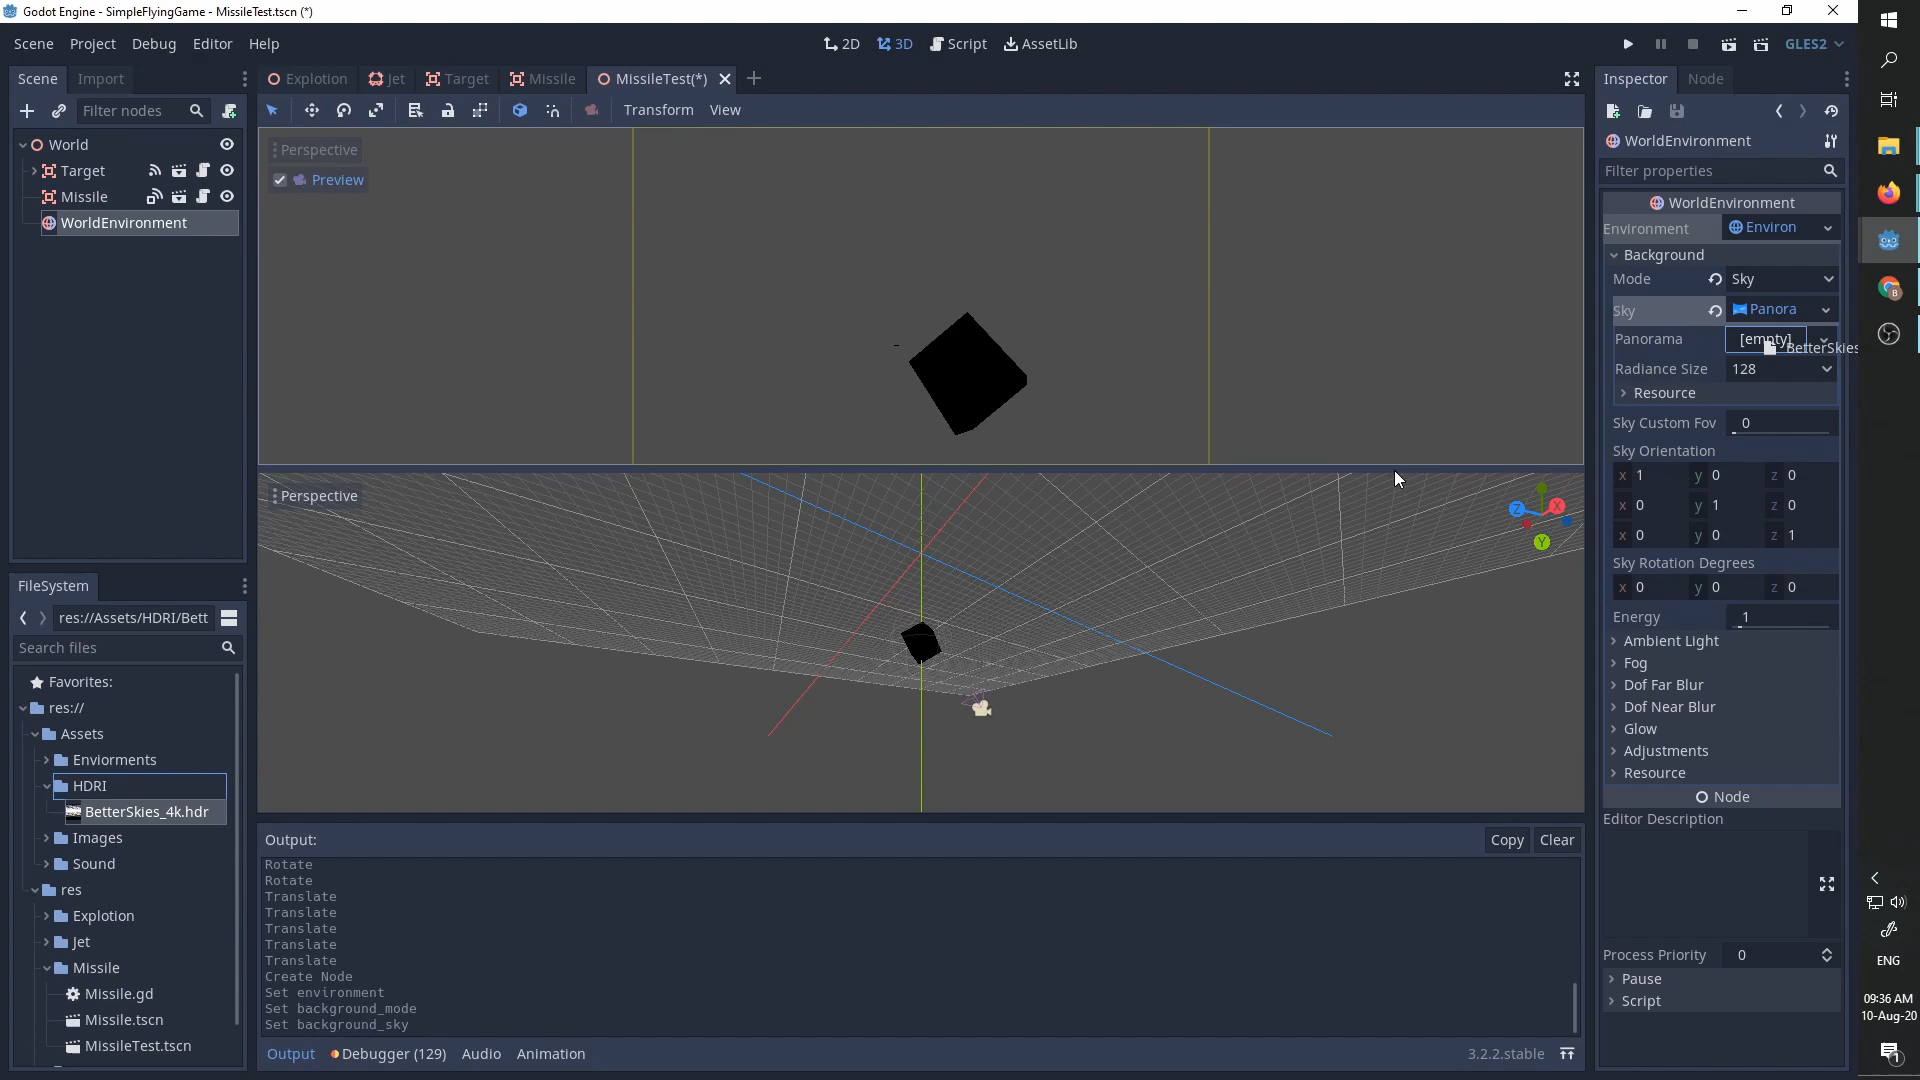 Godot Engine - SimpleFlyingGame - MissileTest.tscn (*)
Scene Project Debug Editor Help
2D 3D Script AssetLib
GLES2
Scene Import
Explotion Jet Target Missile MissileTest(*)
Inspector Node
Filter nodes
Transform View
World
Target
Missile
WorldEnvironment
Perspective
Preview
Perspective
WorldEnvironment
Filter properties
WorldEnvironment
Environment Environ
Background
Mode Sky
Sky Panora
Panorama [empty]
BetterSkies
Radiance Size 128
Resource
Sky Custom Fov 0
Sky Orientation
x 1 y 0 z 0
x 0 y 1 z 0
x 0 y 0 z 1
Sky Rotation Degrees
x 0 y 0 z 0
Energy 1
Ambient Light
Fog
Dof Far Blur
Dof Near Blur
Glow
Adjustments
Resource
Node
Editor Description
Process Priority 0
Pause
Script
Z X
Y
FileSystem
res://Assets/HDRI/Bett
Search files
Favorites:
res://
Assets
Enviorments
HDRI
BetterSkies_4k.hdr
Images
Sound
res
Explotion
Jet
Missile
Missile.gd
Missile.tscn
MissileTest.tscn
Output:
Copy Clear
Rotate
Rotate
Translate
Translate
Translate
Translate
Translate
Create Node
Set environment
Set background_mode
Set background_sky
Output Debugger (129) Audio Animation
3.2.2.stable
B
ENG
09:36 AM
10-Aug-20
1